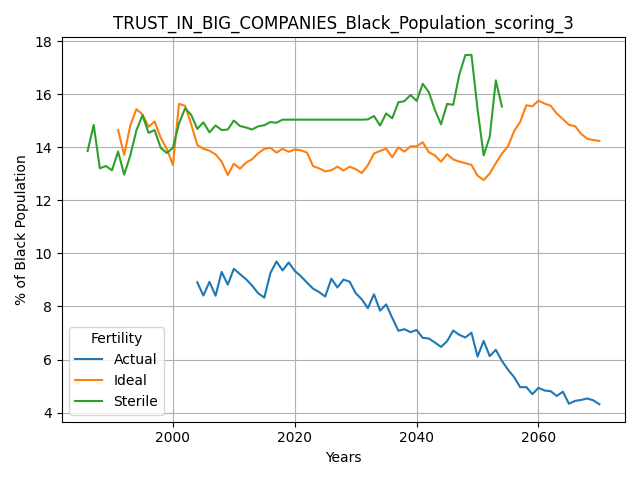 TRUST_IN_BIG_COMPANIES_Black_Population_scoring_3
% of Black Population
18
16
14
12
10
8
6
4
Fertility
Actual
Ideal
Sterile
2000
2020
2040
2060
Years